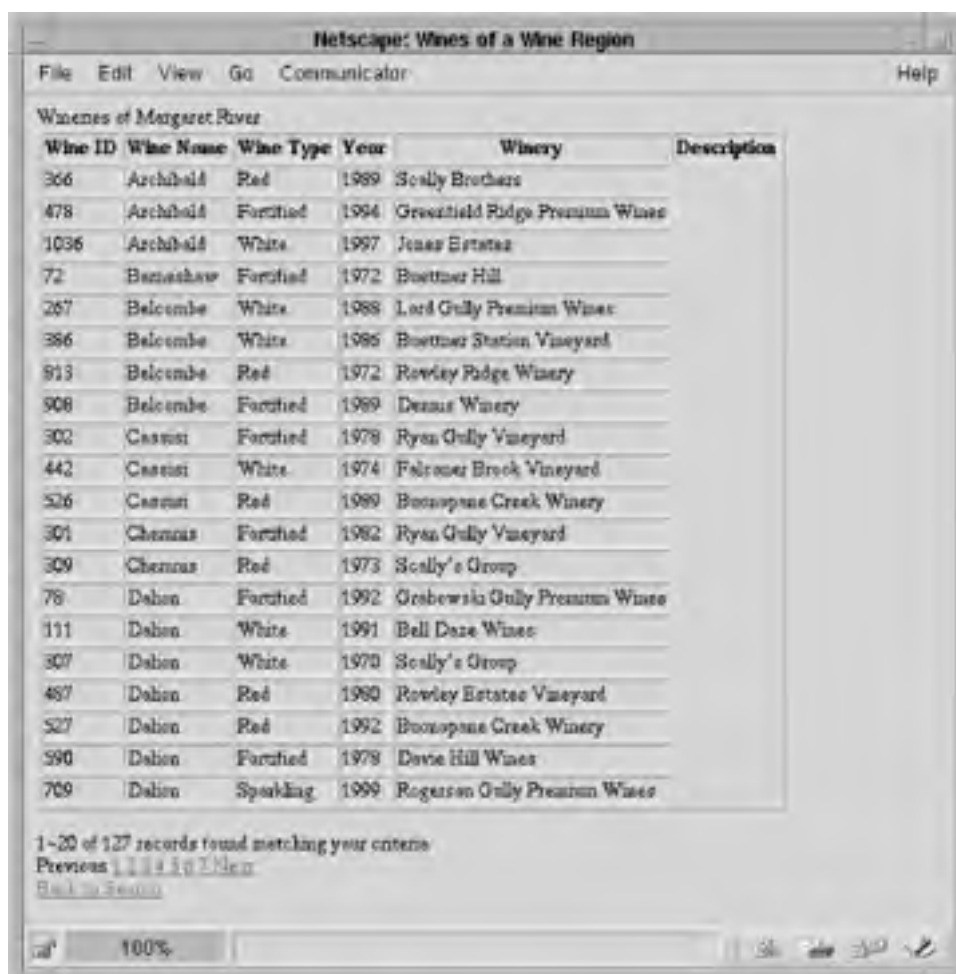 Netscape: Wines of a Wine Region
File Edit View Go Communicator Help
Wineries of Margaret River
Wine ID Wine Name Wine Type Year Winery Description
366 Archibald Red 1989 Scally Brothers
478 Archibald Fortified 1994 Greenfield Ridge Premium Wines
1036 Archibald White 1997 Jones Estates
72 Barneshaw Fortified 1972 Buettner Hill
267 Belcombe White 1988 Lord Gully Premium Wines
386 Belcombe White 1986 Buettner Station Vineyard
813 Belcombe Red 1972 Rowley Ridge Winery
908 Belcombe Fortified 1989 Dennis Winery
302 Cassisi Fortified 1978 Ryan Gully Vineyard
442 Cassisi White 1974 Falconer Brook Vineyard
526 Cassisi Red 1989 Boonopane Creek Winery
301 Chemnis Fortified 1982 Ryan Gully Vineyard
309 Chemnis Red 1973 Scally's Group
78 Dalion Fortified 1992 Grabowski Gully Premium Wines
111 Dalion White 1991 Bell Daze Wines
307 Dalion White 1970 Scally's Group
487 Dalion Red 1980 Rowley Estates Vineyard
527 Dalion Red 1992 Boonopane Creek Winery
590 Dalion Fortified 1978 Davie Hill Wines
709 Dalion Sparkling 1999 Rogerson Gully Premium Wines
1-20 of 127 records found matching your criteria
Previous 1 2 3 4 5 6 7 Next
Back to Search
100%